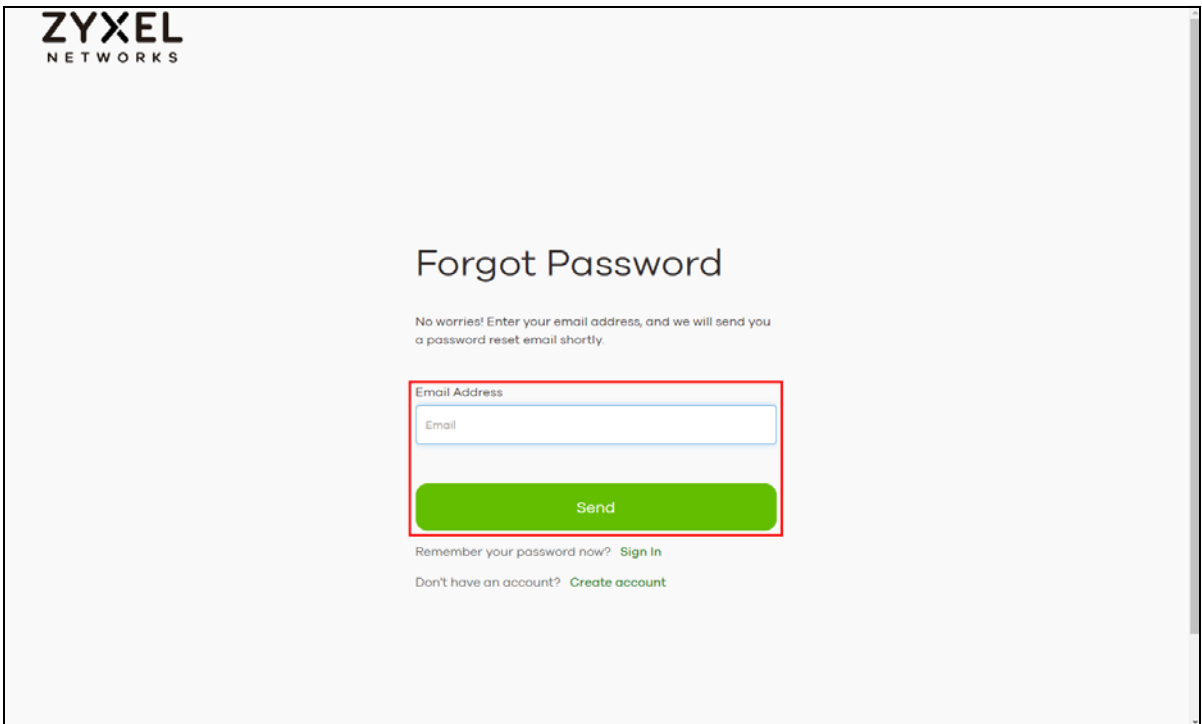 ZYXEL
NETWORKS
Forgot Password
No worries! Enter your email address, and we will send you
a password reset email shortly.
Email Address
Email
Send
Remember your password now? Sign In
Don't have an account? Create account